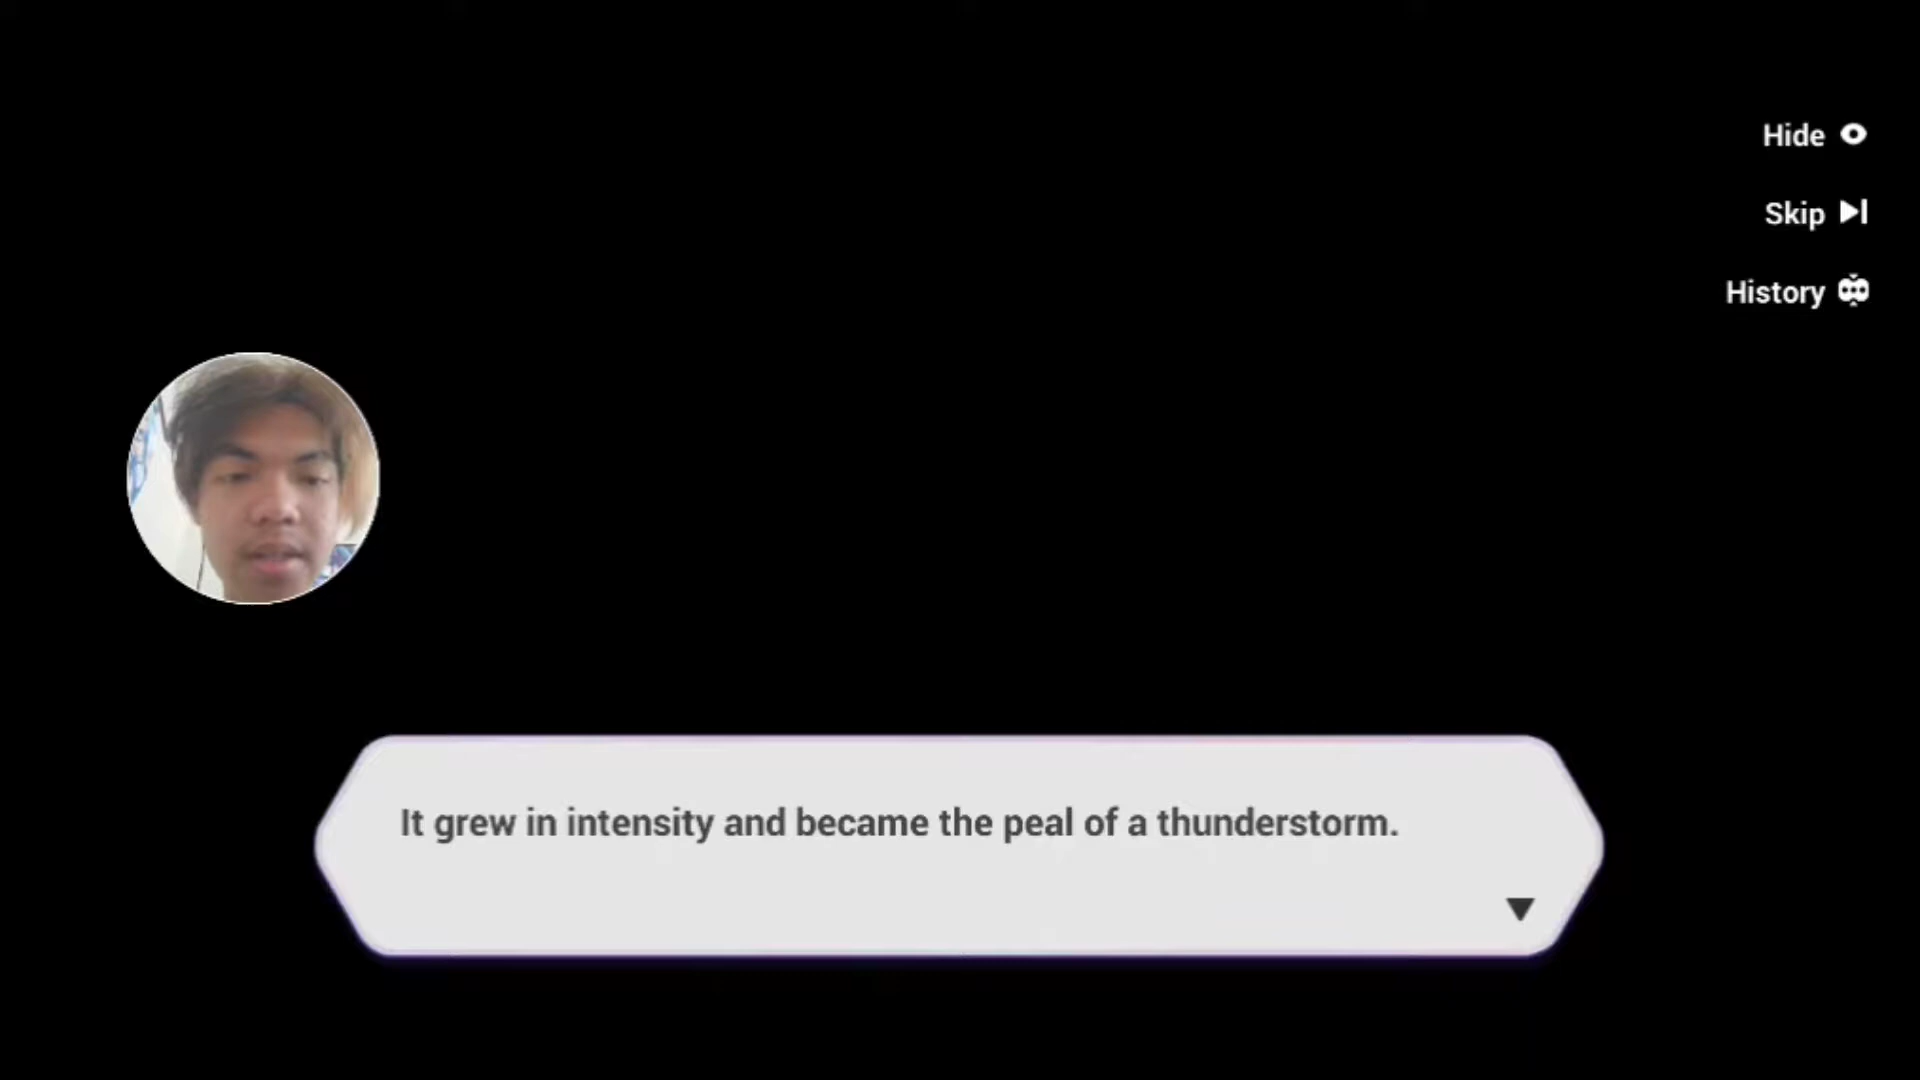 Hide
Skip
History
It grew in intensity and became the peal of a thunderstorm.